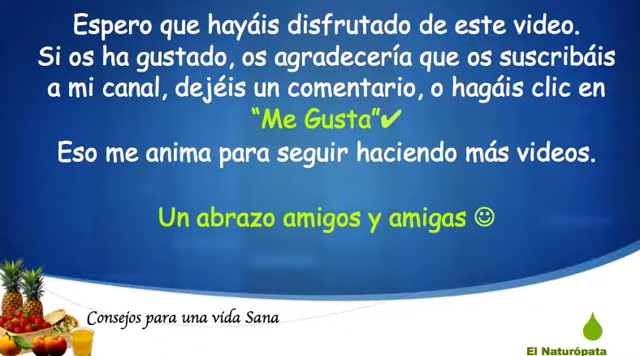 Espero que hayáis disfrutado de este video.
Si os ha gustado, os agradecería que os suscribáis
a mi canal, dejéis un comentario, o hagáis clic en
“Me Gusta”✔
Eso me anima para seguir haciendo más videos.
Un abrazo amigos y amigas ☺
Consejos para una vida Sana
El Naturópata